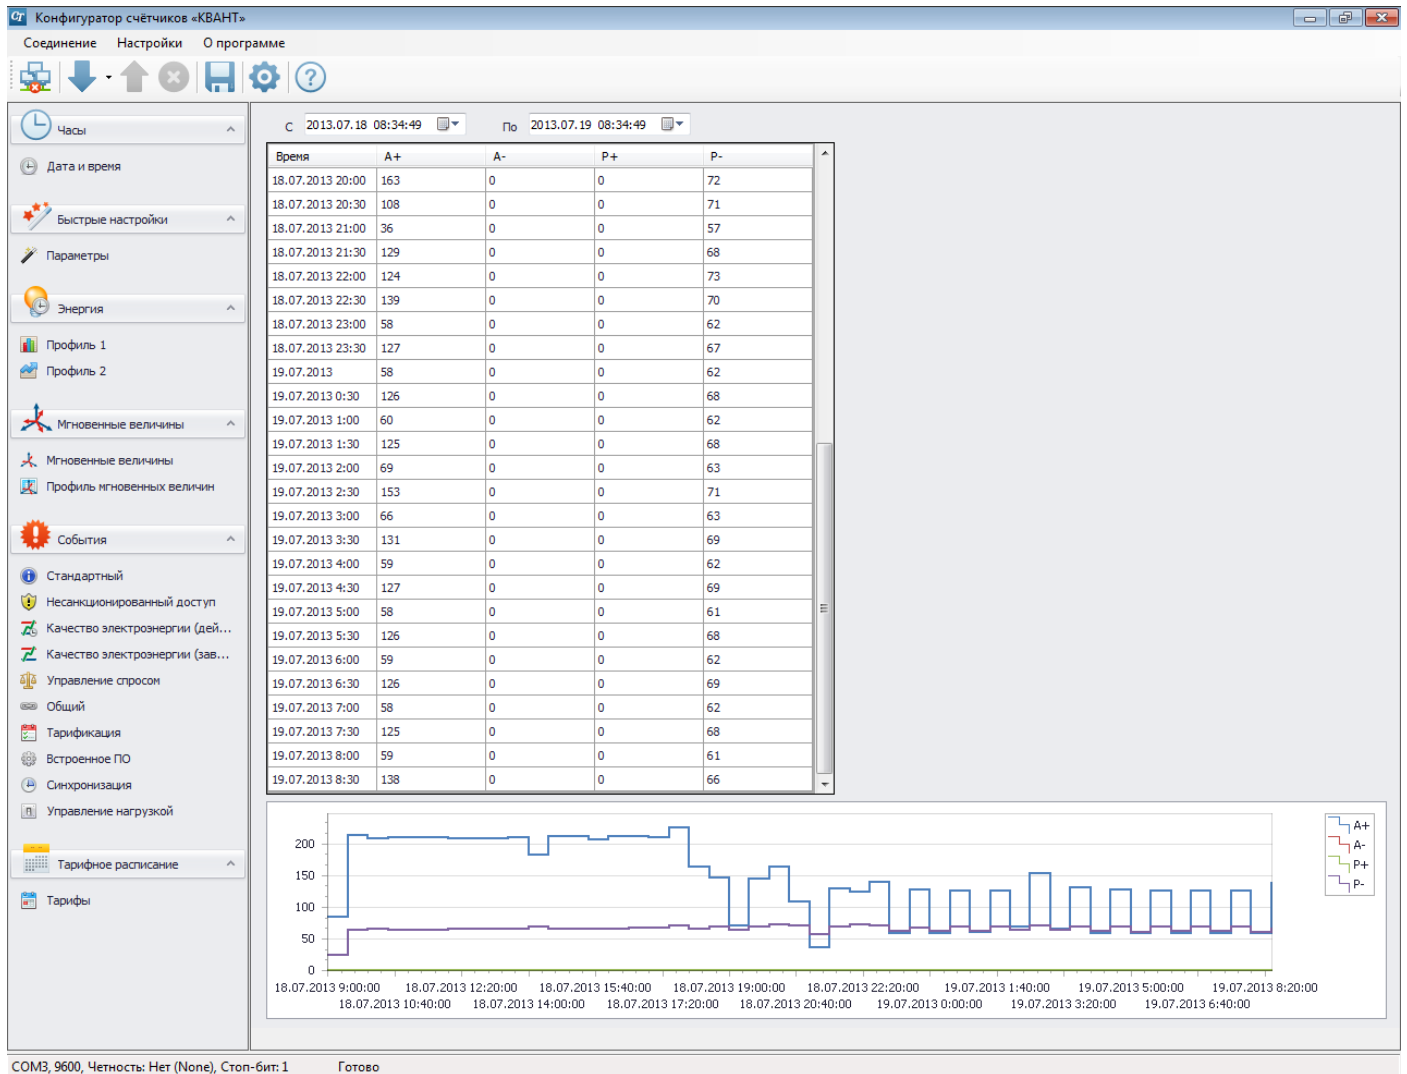 Ст Конфигуратор счётчиков «КВАНТ»
Соединение Настройки О программе
Часы
Дата и время
Быстрые настройки
Параметры
Энергия
Профиль 1
Профиль 2
Мгновенные величины
Мгновенные величины
Профиль мгновенных величин
События
Стандартный
Несанкционированный доступ
Качество электроэнергии (дей...
Качество электроэнергии (зав...
Управление спросом
Общий
Тарификация
Встроенное ПО
Синхронизация
Управление нагрузкой
Тарифное расписание
Тарифы
С 2013.07.18 08:34:49 По 2013.07.19 08:34:49
Время A+ A- P+ P-
18.07.2013 20:00 163 0 0 72
18.07.2013 20:30 108 0 0 71
18.07.2013 21:00 36 0 0 57
18.07.2013 21:30 129 0 0 68
18.07.2013 22:00 124 0 0 73
18.07.2013 22:30 139 0 0 70
18.07.2013 23:00 58 0 0 62
18.07.2013 23:30 127 0 0 67
19.07.2013 58 0 0 62
19.07.2013 0:30 126 0 0 68
19.07.2013 1:00 60 0 0 62
19.07.2013 1:30 125 0 0 68
19.07.2013 2:00 69 0 0 63
19.07.2013 2:30 153 0 0 71
19.07.2013 3:00 66 0 0 63
19.07.2013 3:30 131 0 0 69
19.07.2013 4:00 59 0 0 62
19.07.2013 4:30 127 0 0 69
19.07.2013 5:00 58 0 0 61
19.07.2013 5:30 126 0 0 68
19.07.2013 6:00 59 0 0 62
19.07.2013 6:30 126 0 0 69
19.07.2013 7:00 58 0 0 62
19.07.2013 7:30 125 0 0 68
19.07.2013 8:00 59 0 0 61
19.07.2013 8:30 138 0 0 66
200
150
100
50
0
18.07.2013 9:00:00 18.07.2013 12:20:00 18.07.2013 15:40:00 18.07.2013 19:00:00 18.07.2013 22:20:00 19.07.2013 1:40:00 19.07.2013 5:00:00 19.07.2013 8:20:00
18.07.2013 10:40:00 18.07.2013 14:00:00 18.07.2013 17:20:00 18.07.2013 20:40:00 19.07.2013 0:00:00 19.07.2013 3:20:00 19.07.2013 6:40:00
A+
A-
P+
P-
COM3, 9600, Четность: Нет (None), Стоп-бит: 1 Готово